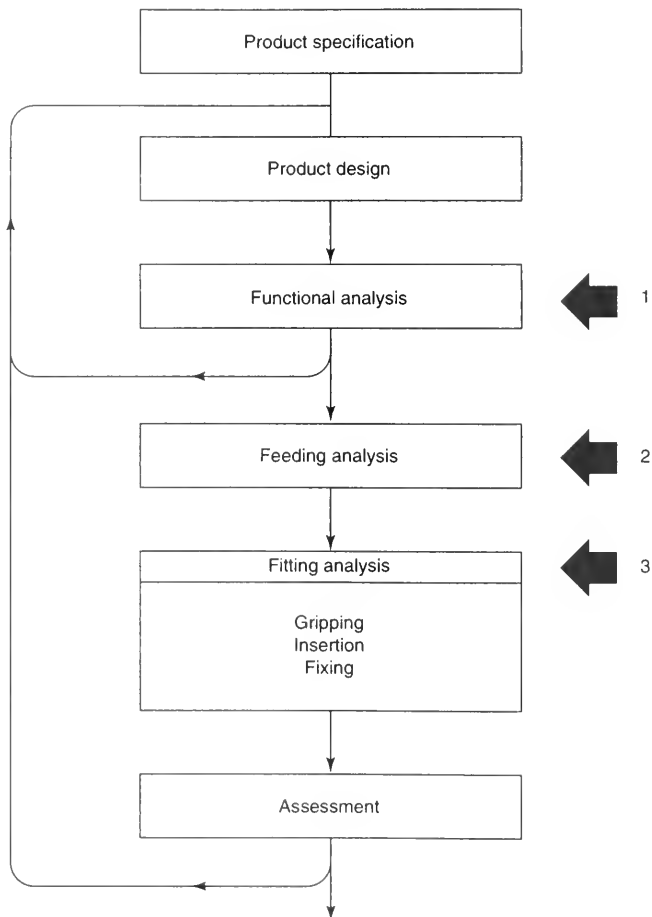 Product specification
Product design
Functional analysis
1
Feeding analysis
2
Fitting analysis
3
Gripping
Insertion
Fixing
Assessment